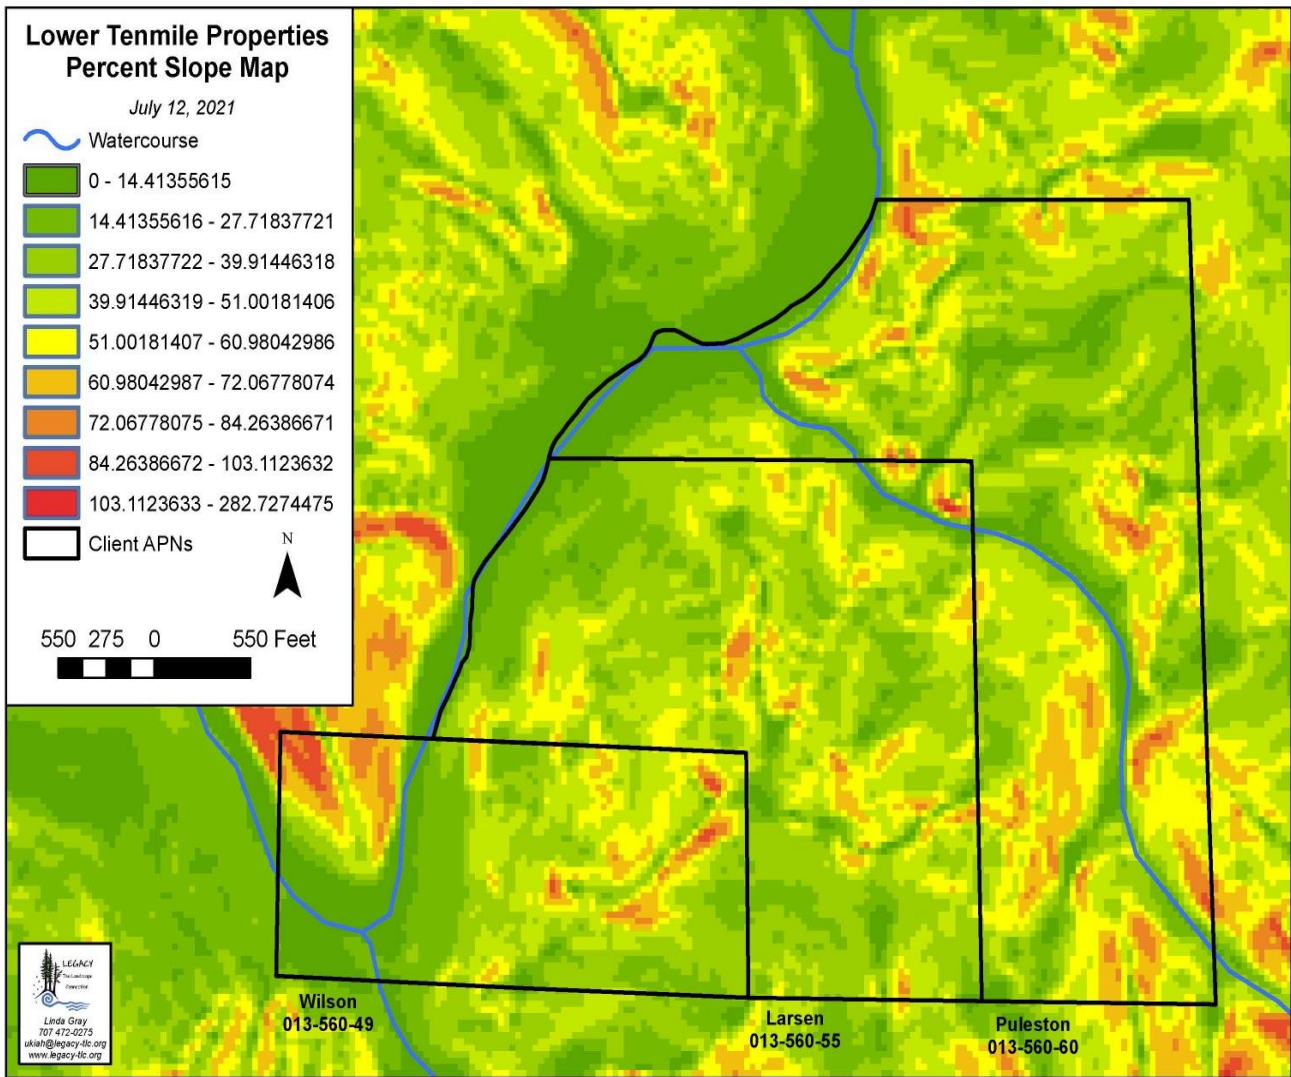 Lower Tenmile Properties
Percent Slope Map
July 12, 2021
Watercourse
0 - 14.41355615
14.41355616 - 27.71837721
27.71837722 - 39.91446318
39.91446319 - 51.00181406
51.00181407 - 60.98042986
60.98042987 - 72.06778074
72.06778075 - 84.26386671
84.26386672 - 103.1123632
103.1123633 - 282.7274475
Client APNs
N
550 275 0 550 Feet
LEGACY
The Landscape
Connection
Linda Gray
707 472-0275
ukiah@legacy-tlc.org
www.legacy-tlc.org
Wilson
013-560-49
Larsen
013-560-55
Puleston
013-560-60